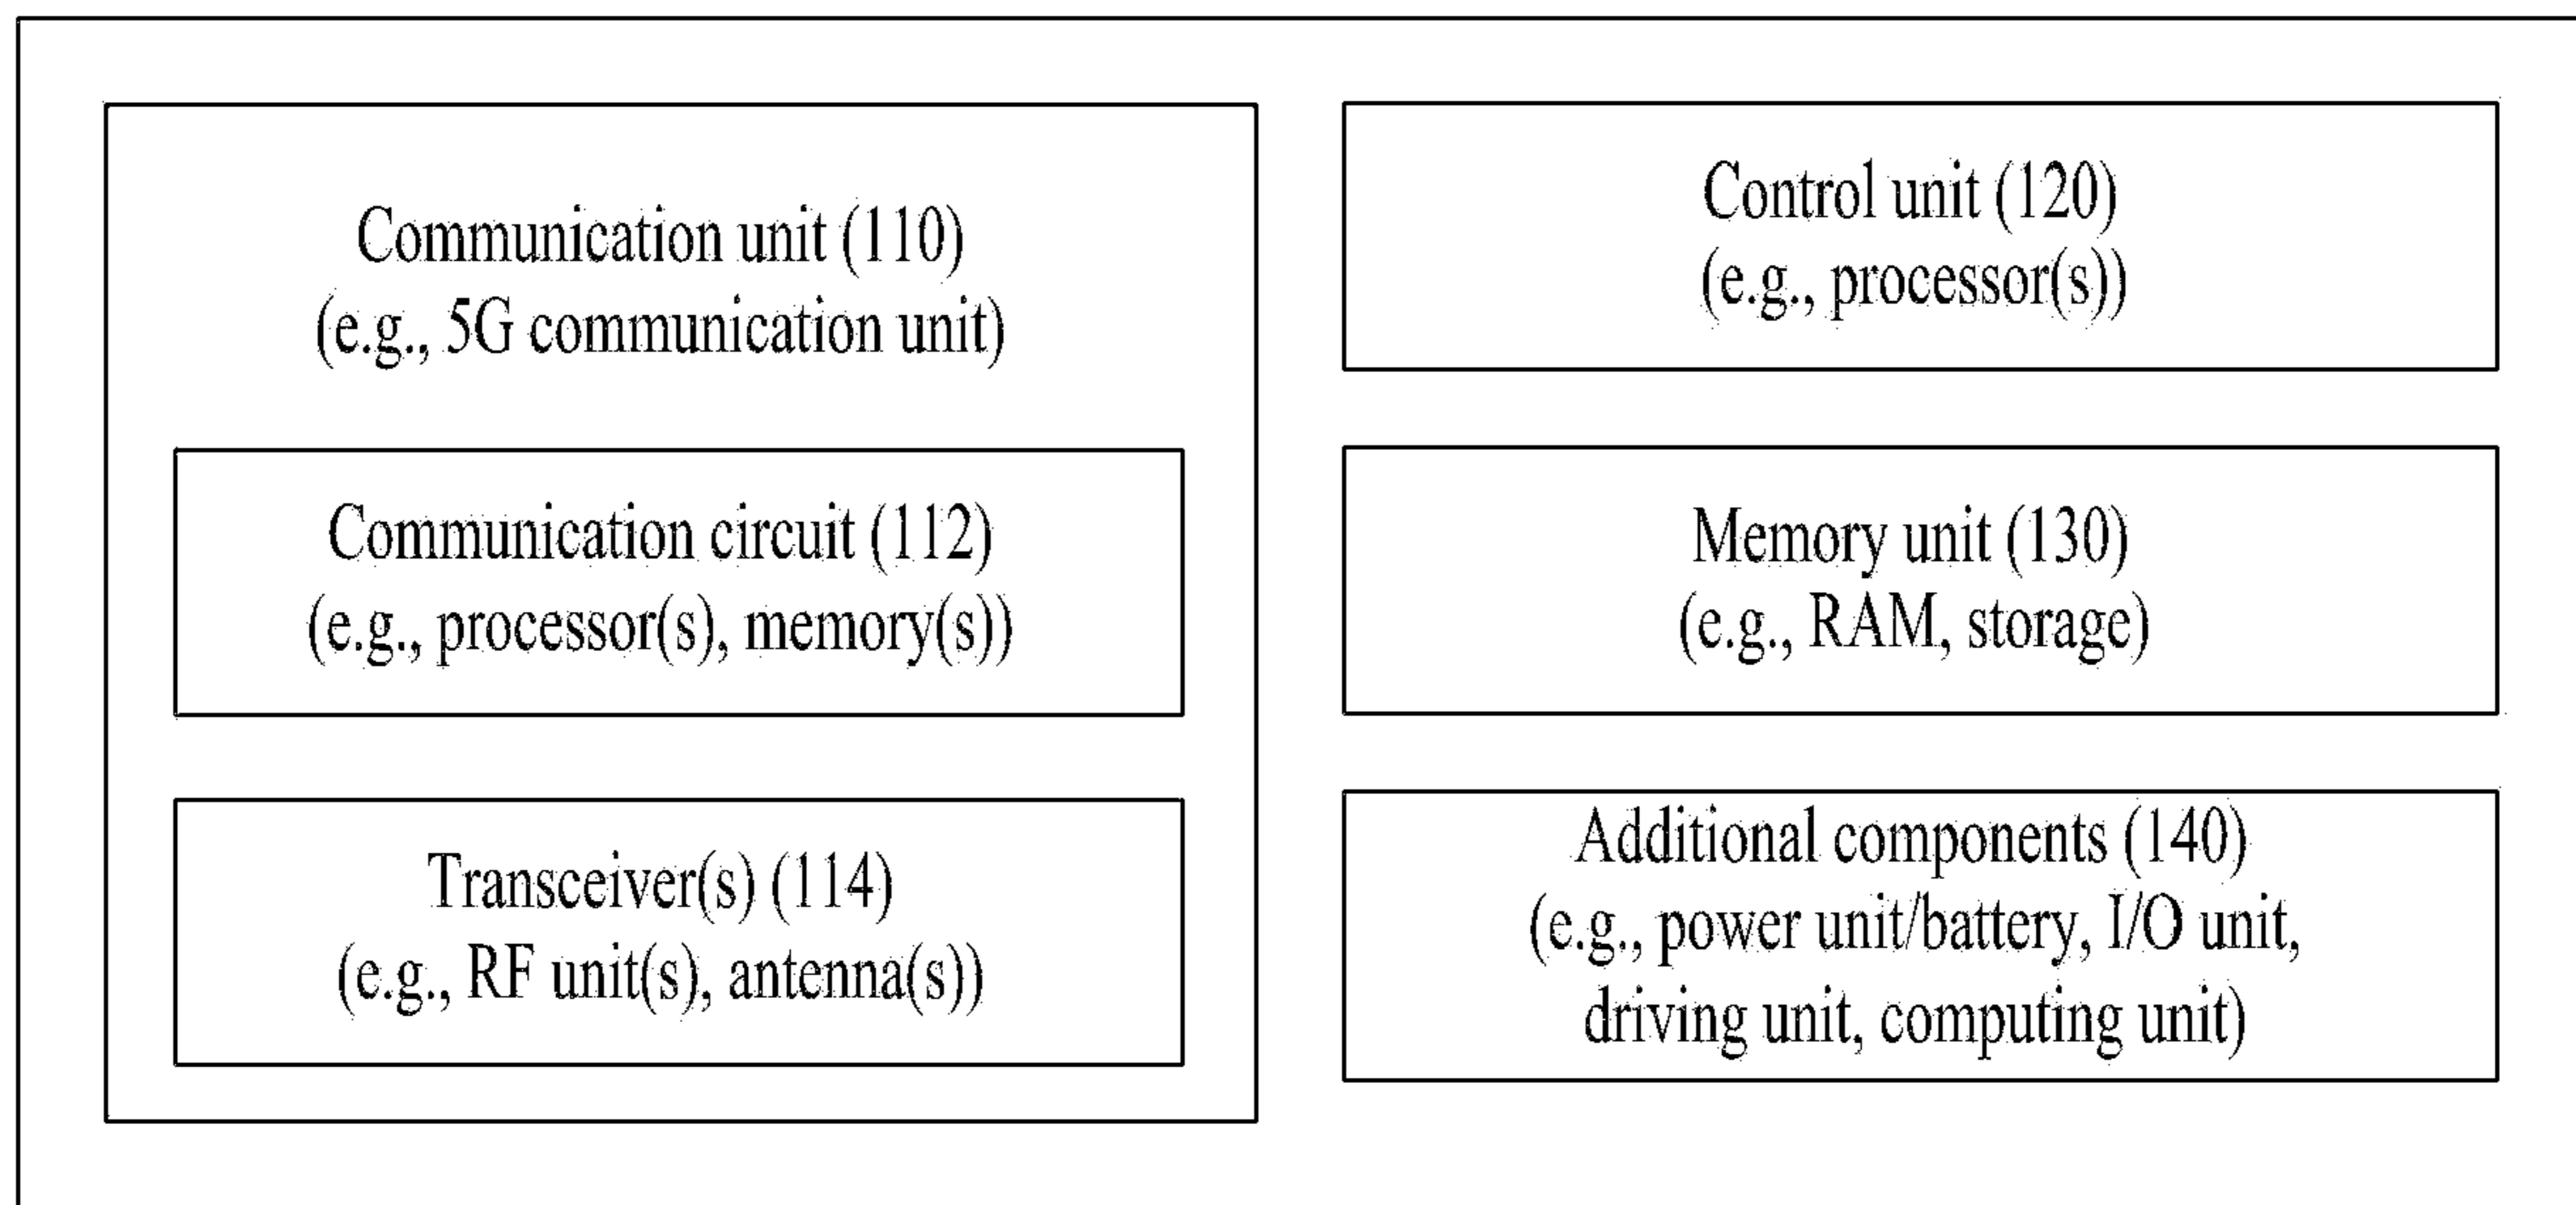 Communication unit (110)
(e.g., 5G communication unit)
Communication circuit (112)
(e.g., processor(s), memory(s))
Transceiver(s) (114)
(e.g., RF unit(s), antenna(s))
Control unit (120)
(e.g., processor(s))
Memory unit (130)
(e.g., RAM, storage)
Additional components (140)
(e.g., power unit/battery, I/O unit,
driving unit, computing unit)